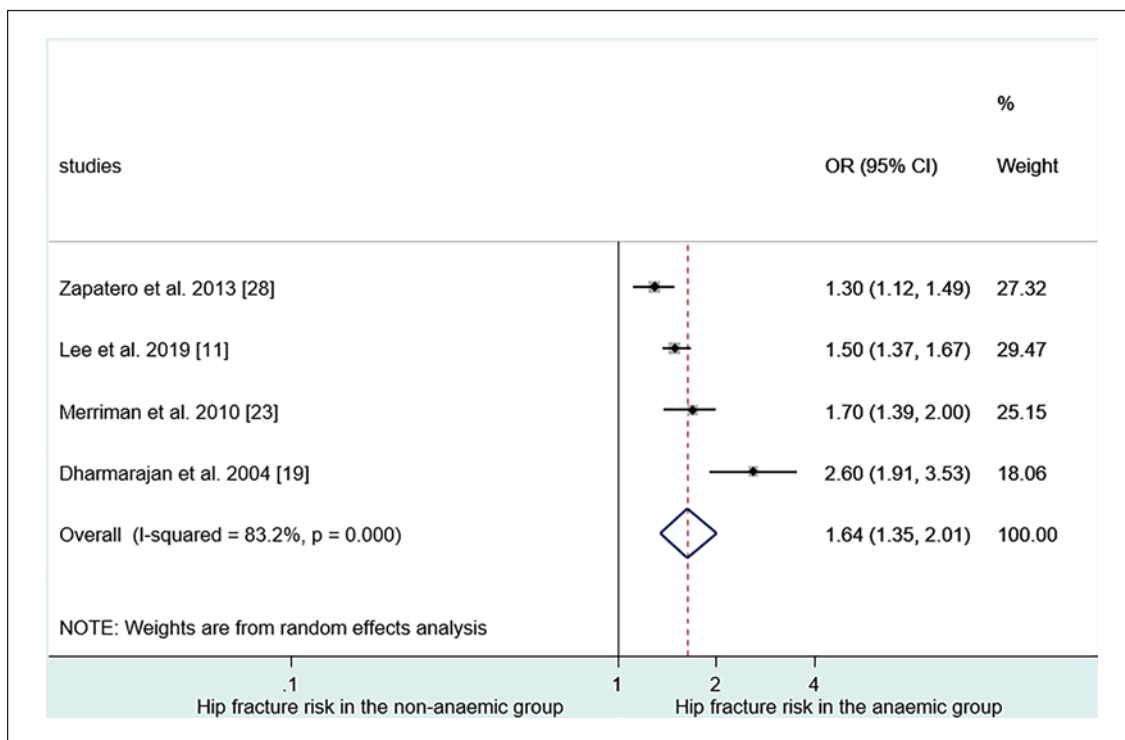 %
studies OR (95% CI) Weight
Zapatero et al. 2013 [28] 1.30 (1.12, 1.49) 27.32
Lee et al. 2019 [11] 1.50 (1.37, 1.67) 29.47
Merriman et al. 2010 [23] 1.70 (1.39, 2.00) 25.15
Dharmarajan et al. 2004 [19] 2.60 (1.91, 3.53) 18.06
Overall (I-squared = 83.2%, p = 0.000) 1.64 (1.35, 2.01) 100.00
NOTE: Weights are from random effects analysis
.1 1 2 4
Hip fracture risk in the non-anaemic group Hip fracture risk in the anaemic group